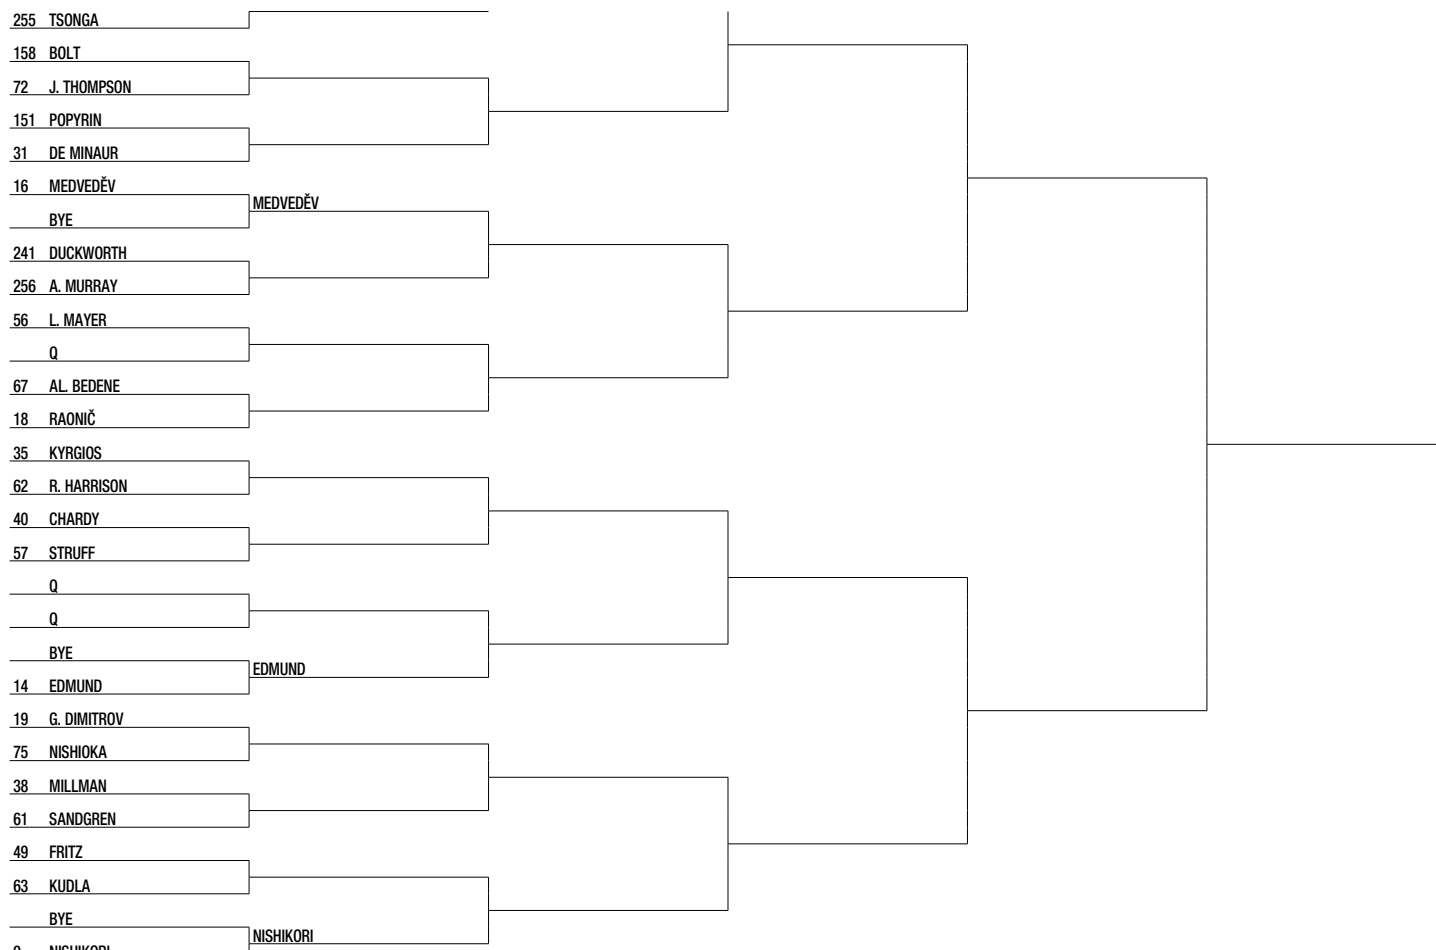 255 TSONGA
158 BOLT
72 J. THOMPSON
151 POPYRIN
31 DE MINAUR
16 MEDVEDĚV
MEDVEDĚV
BYE
241 DUCKWORTH
256 A. MURRAY
56 L. MAYER
Q
67 AL. BEDENE
18 RAONIČ
35 KYRGIOS
62 R. HARRISON
40 CHARDY
57 STRUFF
Q
Q
BYE
EDMUND
14 EDMUND
19 G. DIMITROV
75 NISHIOKA
38 MILLMAN
61 SANDGREN
49 FRITZ
63 KUDLA
BYE
NISHIKORI
9 NISHIKORI